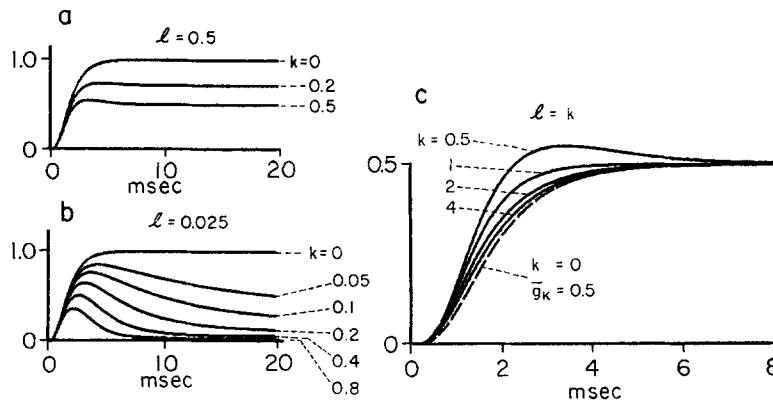 a
ℓ = 0.5
1.0
k=0
0.2
0.5
0
0 10 20
msec
b
ℓ = 0.025
1.0
k=0
0.05
0.1
0.2
0.4
0.8
0
0 10 20
msec
c
ℓ = k
k = 0.5
1
2
4
0.5
k = 0
g̅K = 0.5
0
0 2 4 6 8
msec